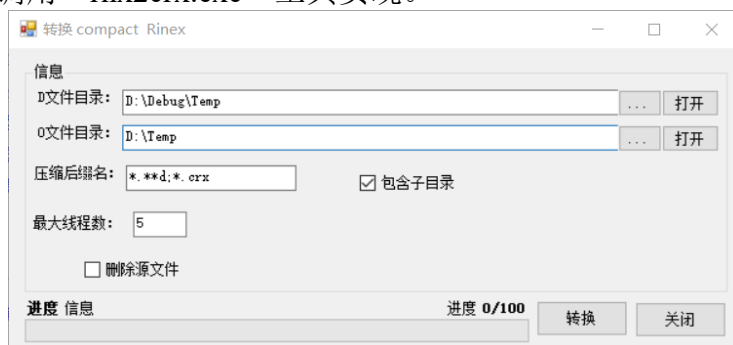 转换 compact Rinex
信息
D文件目录: D:\Debug\Temp ... 打开
O文件目录: D:\Temp ... 打开
压缩后缀名: *.**d;*.crx 包含子目录
最大线程数: 5
删除源文件
进度 信息 进度 0/100 转换 关闭